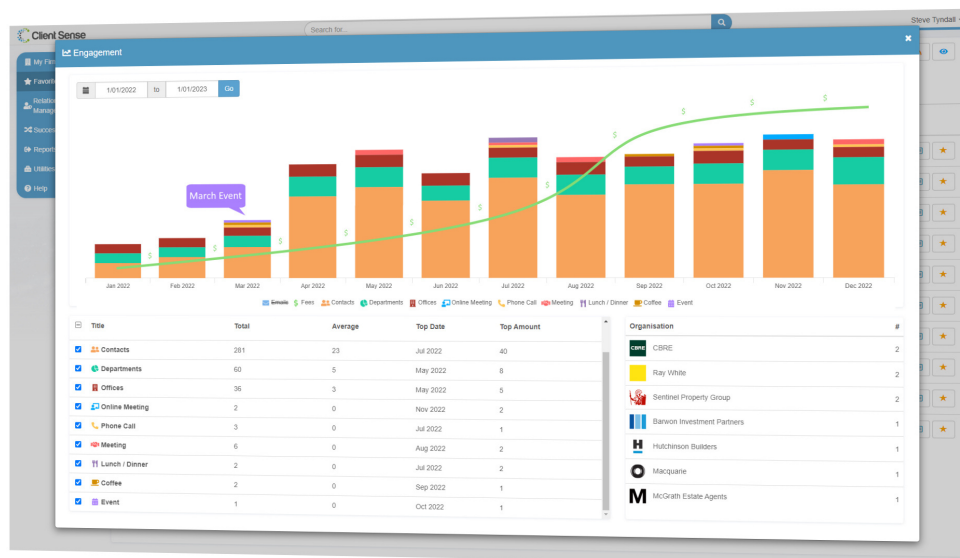 Client Sense
Search for...
Steve Tyndall
Engagement
×
My Fir
Favorit
Relation
Manage
Succes
Reporti
Utilities
Help
1/01/2022 to 1/01/2023 Go
March Event
$ $ $ $ $ $ $ $ $
Jan 2022 Feb 2022 Mar 2022 Apr 2022 May 2022 Jun 2022 Jul 2022 Aug 2022 Sep 2022 Oct 2022 Nov 2022 Dec 2022
Emails $ Fees Contacts Departments Offices Online Meeting Phone Call Meeting Lunch / Dinner Coffee Event
Title Total Average Top Date Top Amount
Contacts 281 23 Jul 2022 40
Departments 60 5 May 2022 8
Offices 36 3 May 2022 5
Online Meeting 2 0 Nov 2022 2
Phone Call 3 0 Jul 2022 1
Meeting 6 0 Aug 2022 2
Lunch / Dinner 2 0 Jul 2022 2
Coffee 2 0 Sep 2022 1
Event 1 0 Oct 2022 1
Organisation #
CBRE CBRE 2
Ray White 2
Sentinel Property Group 2
Barwon Investment Partners 1
H Hutchinson Builders 1
Macquarie 1
M McGrath Estate Agents 1